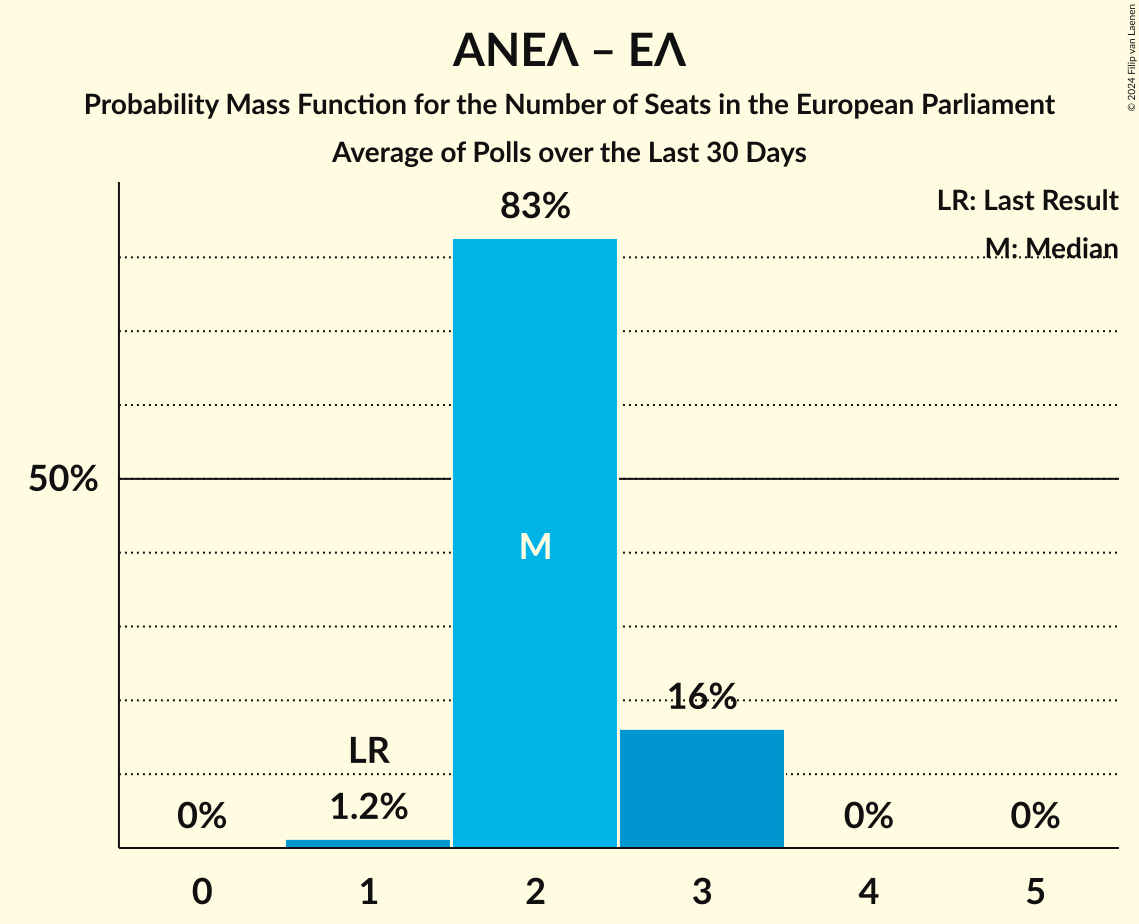 ΑΝΕΛ – ΕΛ
Probability Mass Function for the Number of Seats in the European Parliament
Average of Polls over the Last 30 Days
© 2024 Filip van Laenen
LR: Last Result
M: Median
83%
50%
M
16%
LR
0%
1.2%
0%
0%
0
1
2
3
4
5